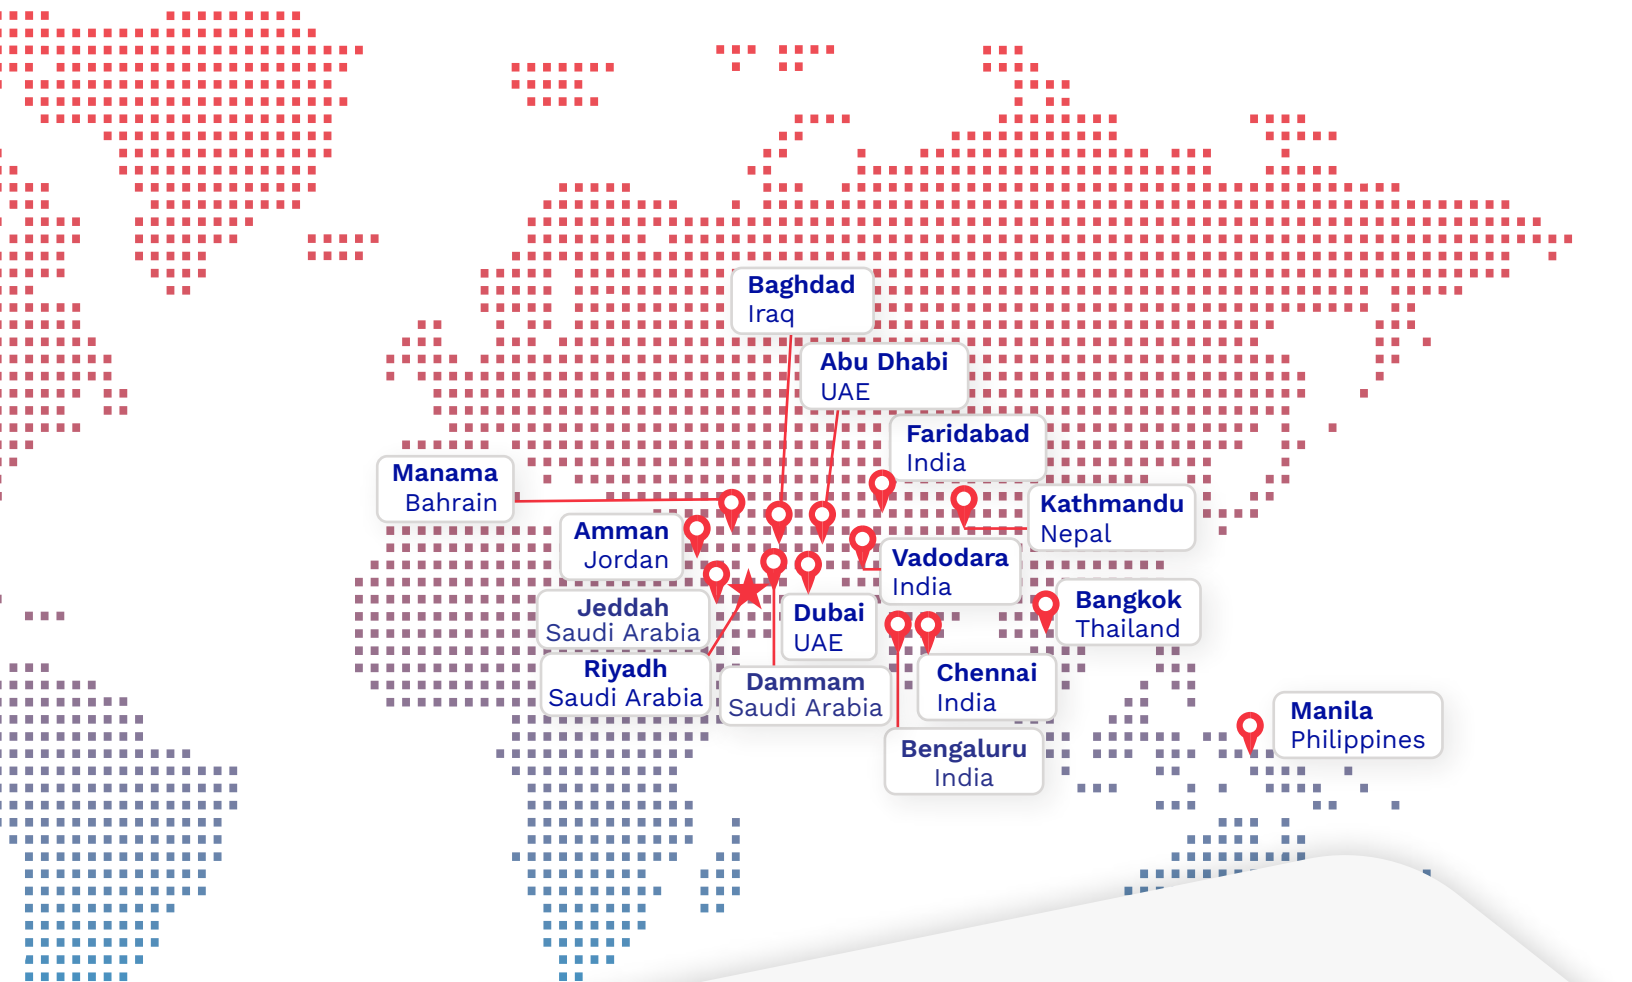 Baghdad
Iraq
Abu Dhabi
UAE
Faridabad
India
Manama
Bahrain
Kathmandu
Nepal
Amman
Jordan
Vadodara
India
Jeddah
Saudi Arabia
Dubai
UAE
Bangkok
Thailand
Riyadh
Saudi Arabia
Dammam
Saudi Arabia
Chennai
India
Manila
Philippines
Bengaluru
India